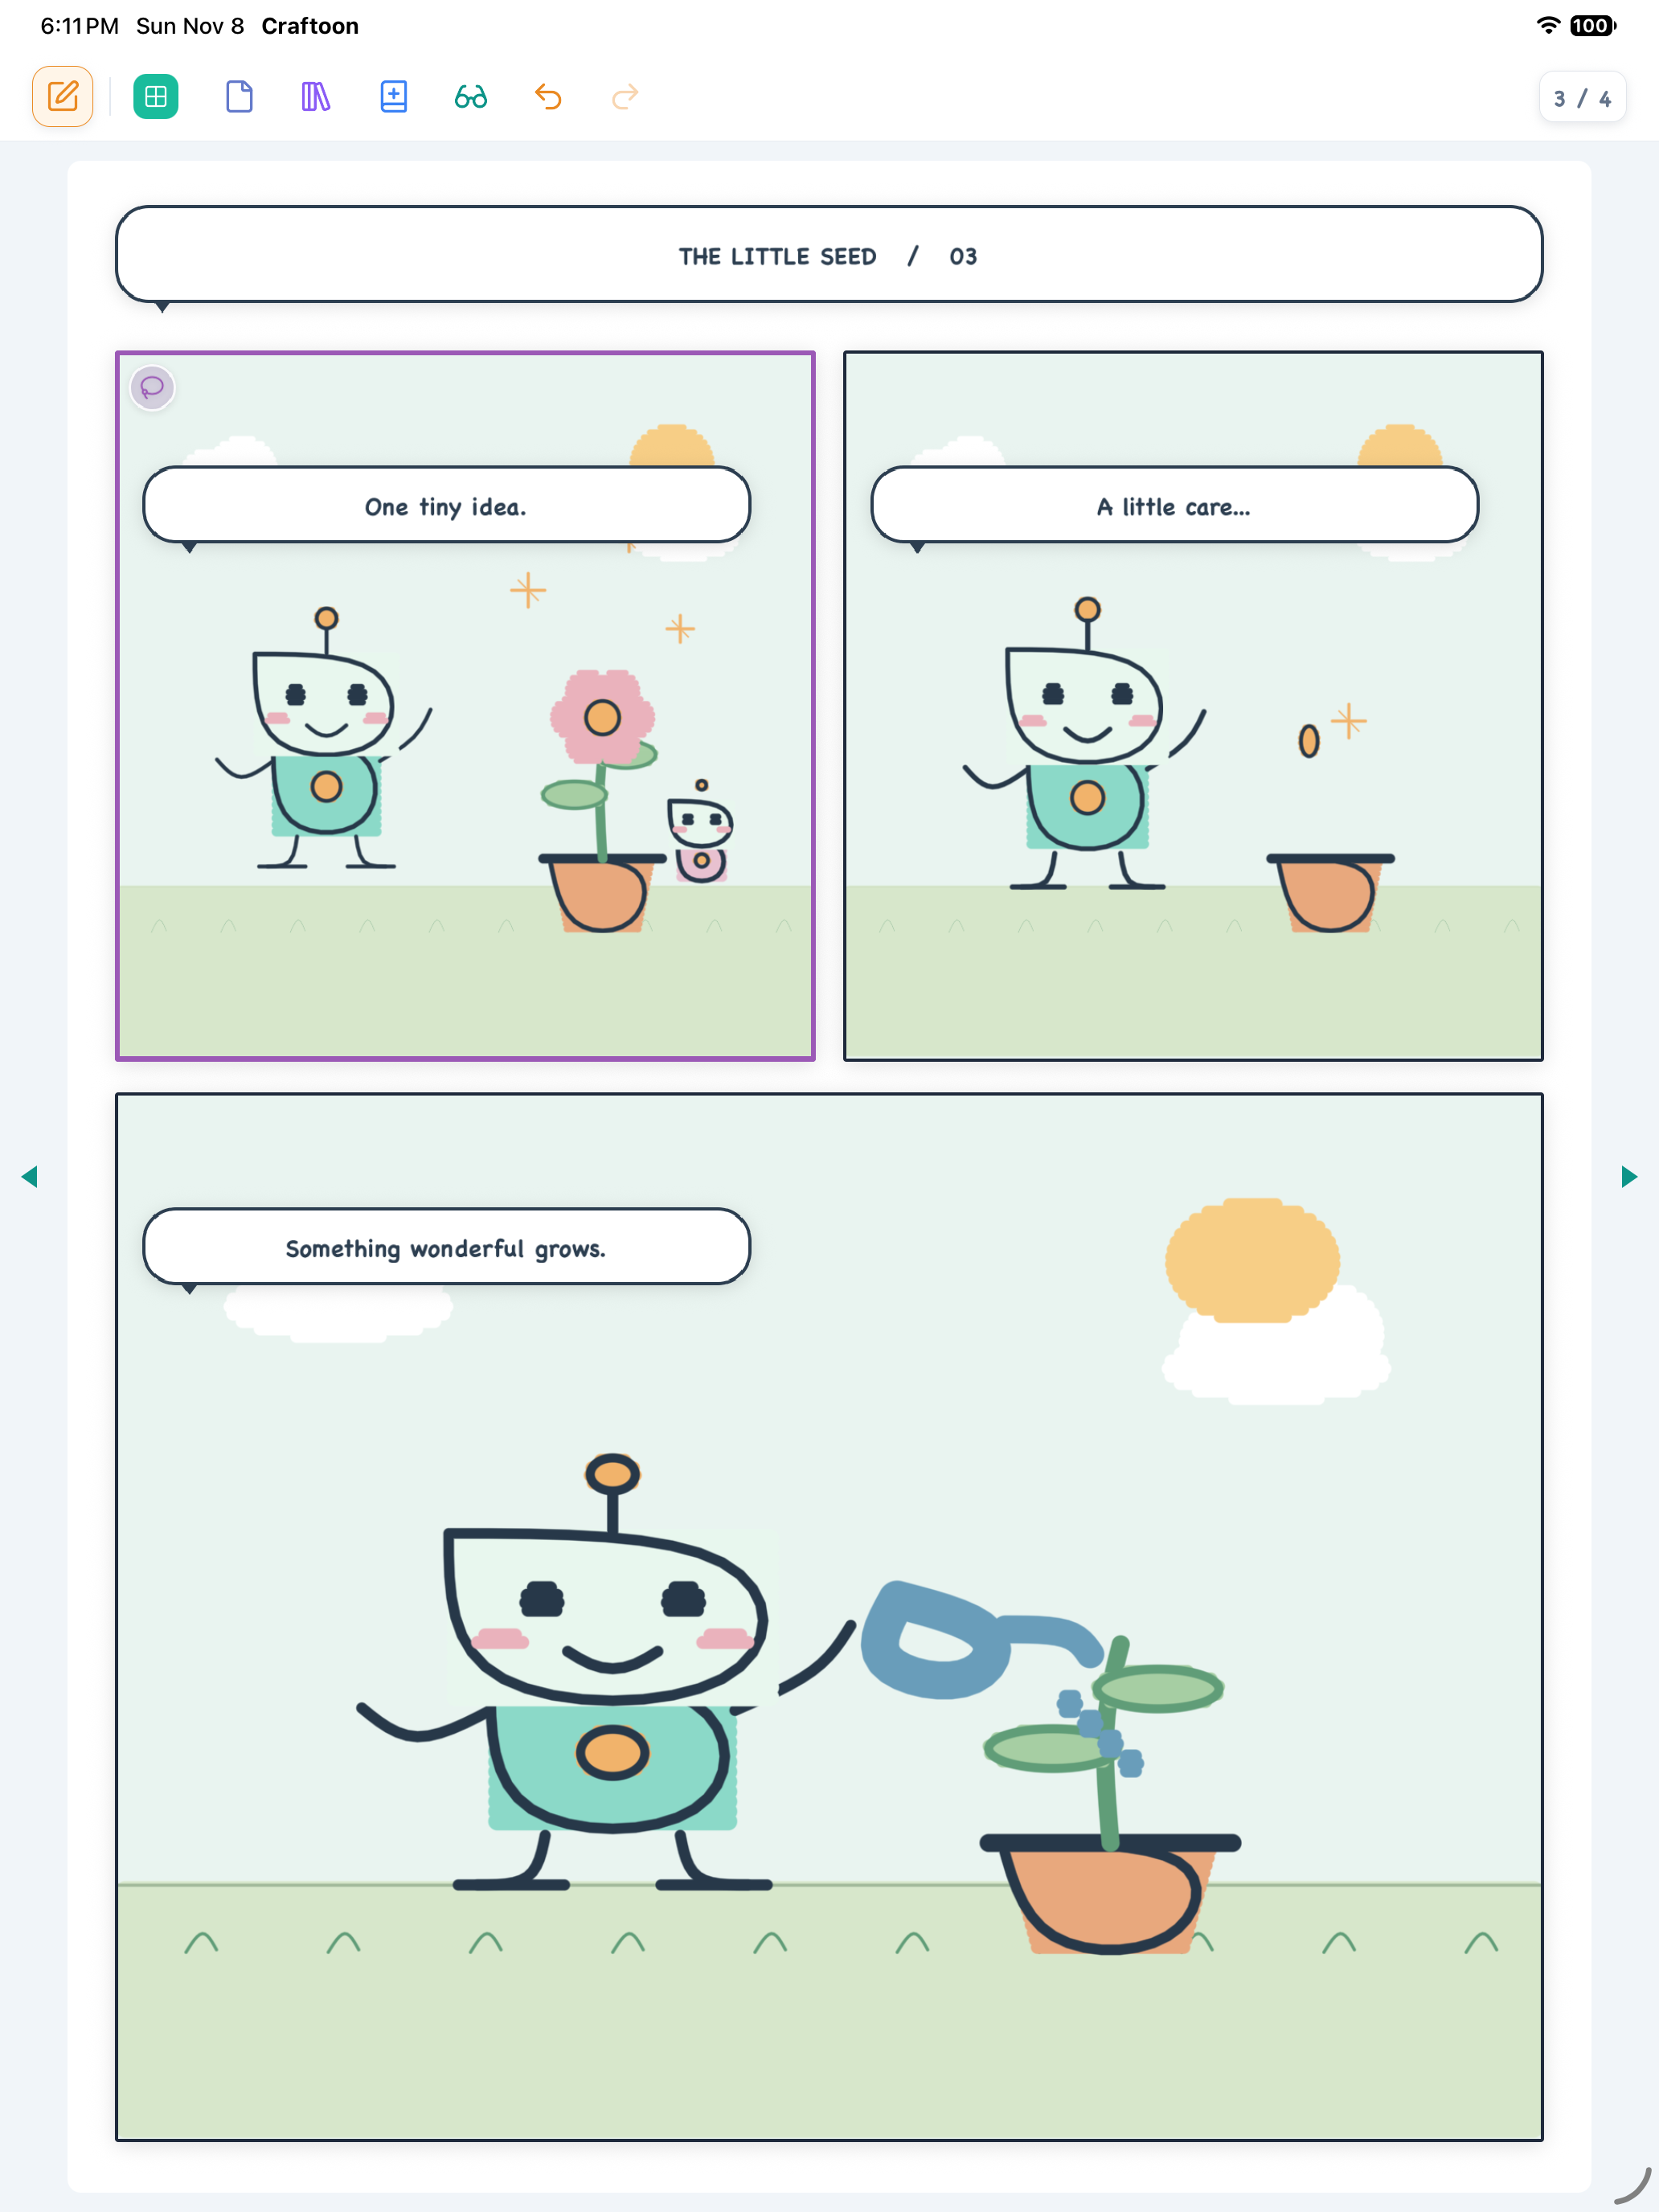 6:11 PM Sun Nov 8 Craftoon 100
3 / 4
THE LITTLE SEED / 03
One tiny idea.
A little care...
Something wonderful grows.